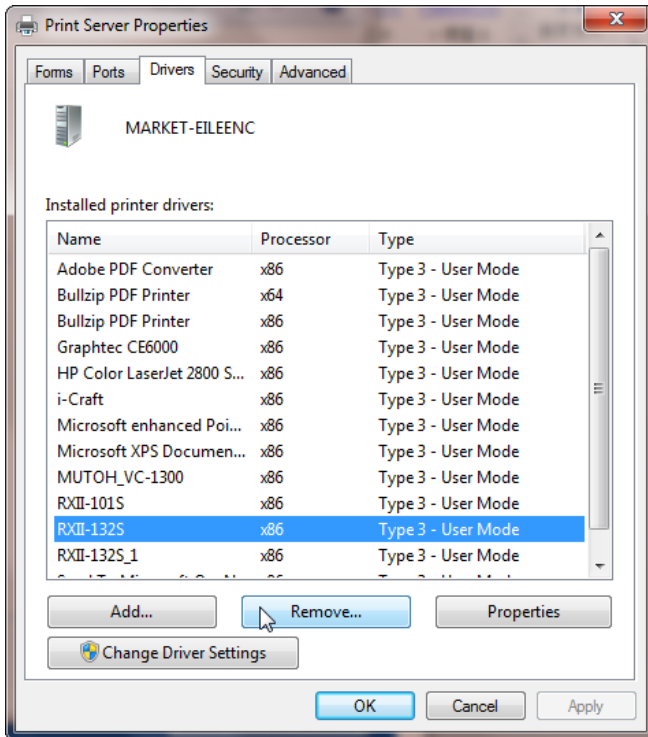 Print Server Properties
Forms Ports Drivers Security Advanced
MARKET-EILEENC
Installed printer drivers:
Name Processor Type
Adobe PDF Converter x86 Type 3 - User Mode
Bullzip PDF Printer x64 Type 3 - User Mode
Bullzip PDF Printer x86 Type 3 - User Mode
Graphtec CE6000 x86 Type 3 - User Mode
HP Color LaserJet 2800 S... x86 Type 3 - User Mode
i-Craft x86 Type 3 - User Mode
Microsoft enhanced Poi... x86 Type 3 - User Mode
Microsoft XPS Documen... x86 Type 3 - User Mode
MUTOH_VC-1300 x86 Type 3 - User Mode
RXII-101S x86 Type 3 - User Mode
RXII-132S x86 Type 3 - User Mode
RXII-132S_1 x86 Type 3 - User Mode
Add... Remove... Properties
Change Driver Settings
OK Cancel Apply